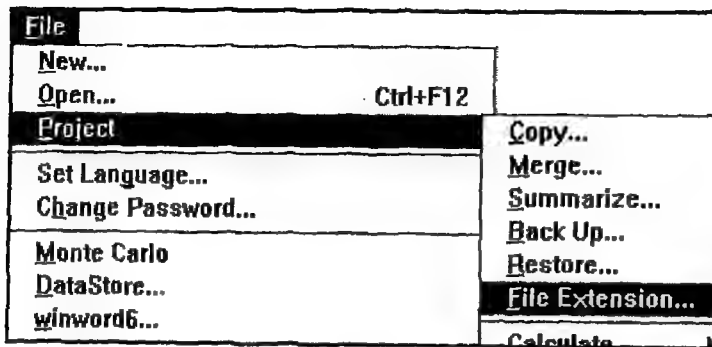 File
New...
Open... Ctrl+F12
Project
Set Language...
Change Password...
Monte Carlo
DataStore...
winword6...
Copy...
Merge...
Summarize...
Back Up...
Restore...
File Extension...
Calculate